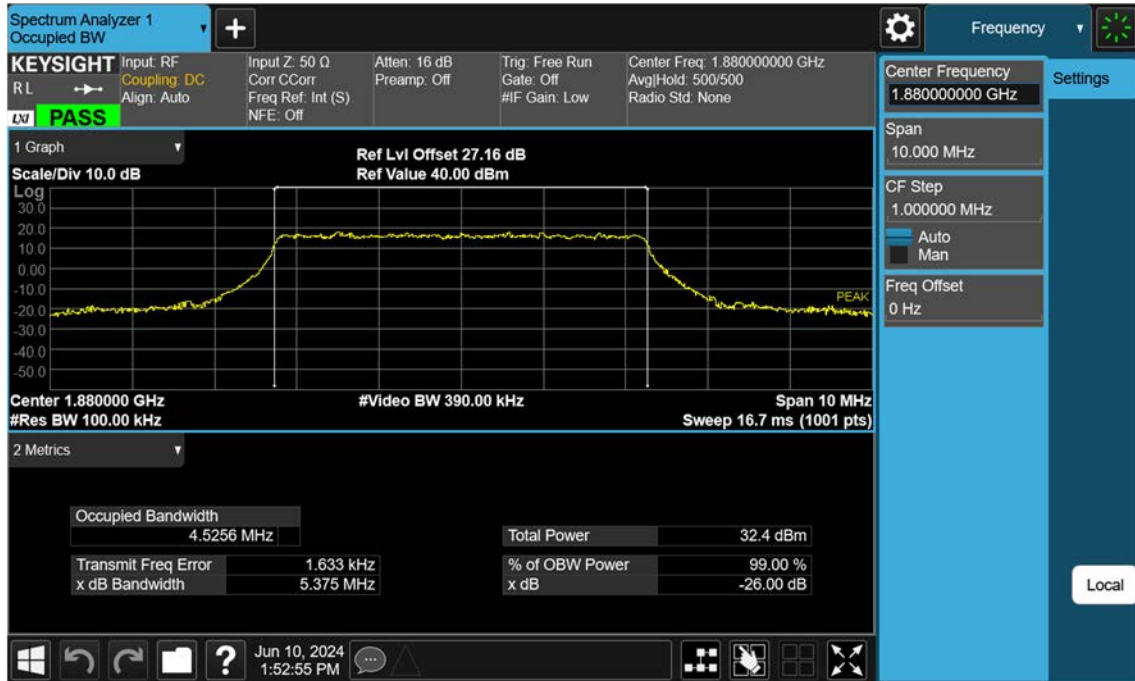 Spectrum Analyzer 1
Occupied BW
+
Frequency
KEYSIGHT
R L
LXI PASS
Input: RF
Coupling: DC
Align: Auto
Input Z: 50 Ω
Corr CCorr
Freq Ref: Int (S)
NFE: Off
Atten: 16 dB
Preamp: Off
Trig: Free Run
Gate: Off
#IF Gain: Low
Center Freq: 1.880000000 GHz
Avg|Hold: 500/500
Radio Std: None
1 Graph
Scale/Div 10.0 dB
Ref Lvl Offset 27.16 dB
Ref Value 40.00 dBm
Log
30.0
20.0
10.0
0.00
-10.0
-20.0
-30.0
-40.0
-50.0
PEAK
Center 1.880000 GHz
#Video BW 390.00 kHz
Span 10 MHz
#Res BW 100.00 kHz
Sweep 16.7 ms (1001 pts)
2 Metrics
Occupied Bandwidth
4.5256 MHz
Total Power 32.4 dBm
Transmit Freq Error 1.633 kHz
% of OBW Power 99.00 %
x dB Bandwidth 5.375 MHz
x dB -26.00 dB
Center Frequency
1.880000000 GHz
Settings
Span
10.000 MHz
CF Step
1.000000 MHz
Auto
Man
Freq Offset
0 Hz
Local
?
Jun 10, 2024
1:52:55 PM